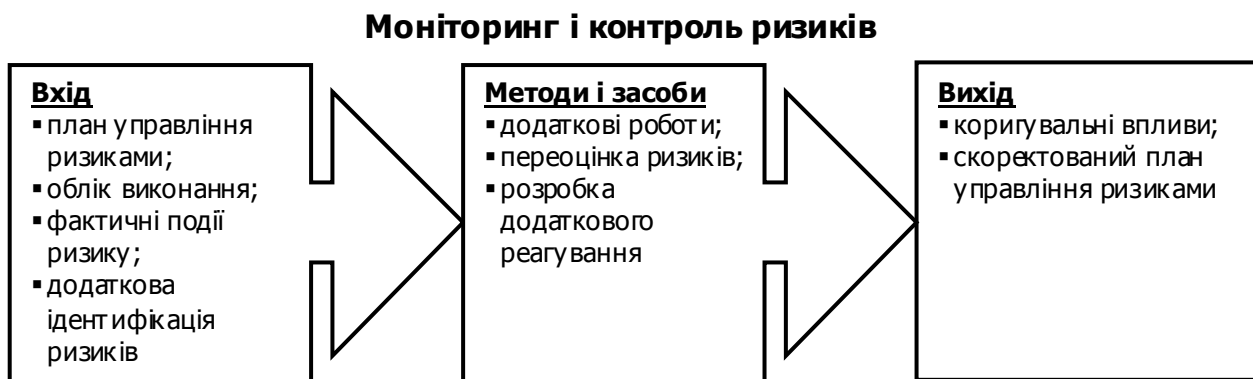 Моніторинг і контроль ризиків
Вхід
▪ план управління
ризиками;
▪ облік виконання;
▪ фактичні події
ризику;
▪ додаткова
ідентифікація
ризиків
Методи і засоби
▪ додаткові роботи;
▪ переоцінка ризиків;
▪ розробка
додаткового
реагування
Вихід
▪ коригувальні впливи;
▪ скоректований план
управління ризиками